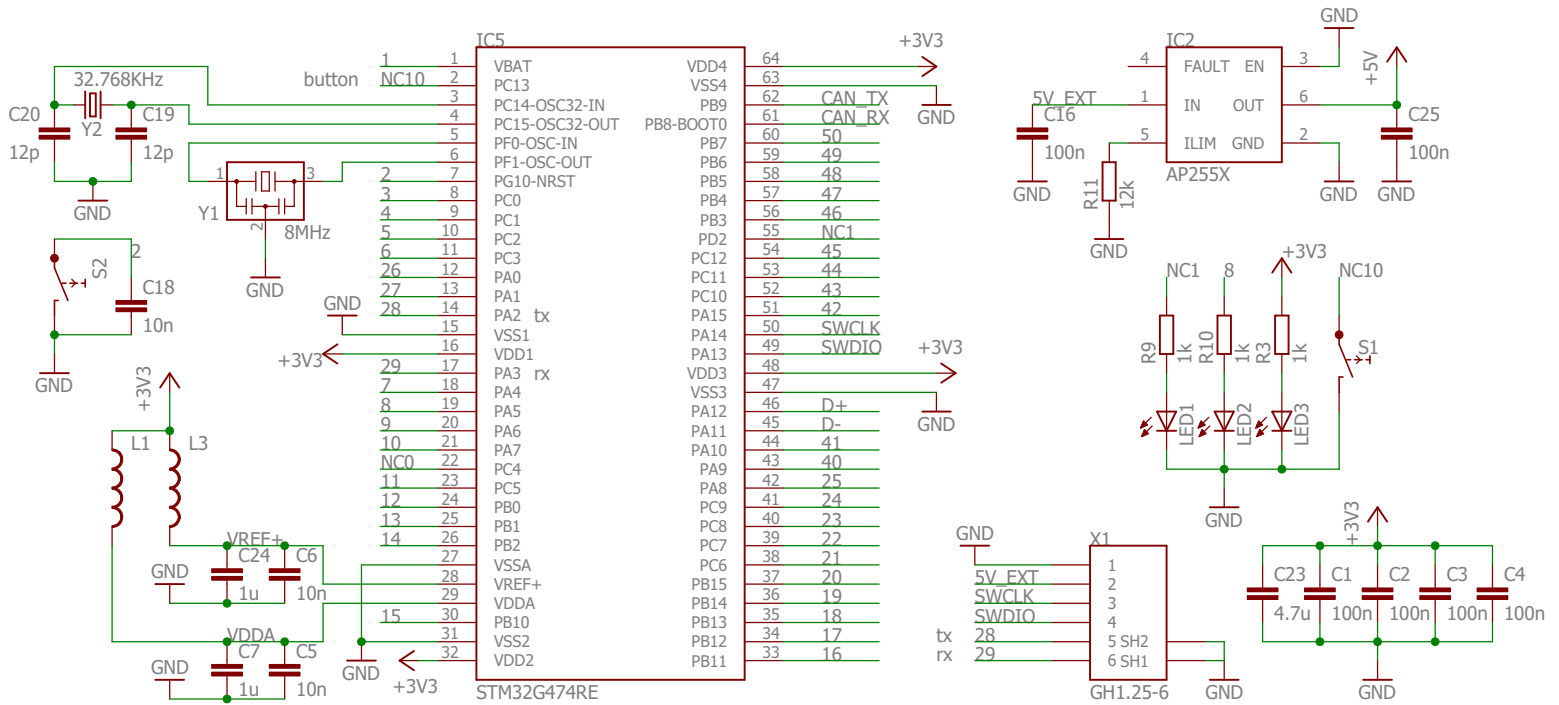 32.768KHz
C20
C19
Y2
12p
12p
GND
button
Y1
1
3
2
8MHz
GND
S2
2
C18
10n
GND
GND
+3V3
+3V3
L1
L3
VREF+
C24
C6
GND
1u
10n
VDDA
C7
C5
GND
1u
10n
GND
+3V3
IC5
1 1 VBAT
NC10 2 PC13
3 PC14-OSC32-IN
4 PC15-OSC32-OUT
5 PF0-OSC-IN
6 PF1-OSC-OUT
2 7 PG10-NRST
3 8 PC0
4 9 PC1
5 10 PC2
6 11 PC3
26 12 PA0
27 13 PA1
28 14 PA2 tx
15 VSS1
16 VDD1
29 17 PA3 rx
7 18 PA4
8 19 PA5
9 20 PA6
10 21 PA7
NC0 22 PC4
11 23 PC5
12 24 PB0
13 25 PB1
14 26 PB2
27 VSSA
28 VREF+
29 VDDA
15 30 PB10
31 VSS2
32 VDD2
VDD4 64 +3V3
VSS4 63 GND
PB9 62 CAN_TX
PB8-BOOT0 61 CAN_RX
PB7 60 50
PB6 59 49
PB5 58 48
PB4 57 47
PB3 56 46
PD2 55 NC1
PC12 54 45
PC11 53 44
PC10 52 43
PA15 51 42
PA14 50 SWCLK
PA13 49 SWDIO
VDD3 48 +3V3
VSS3 47 GND
PA12 46 D+
PA11 45 D-
PA10 44 41
PA9 43 40
PA8 42 25
PC9 41 24
PC8 40 23
PC7 39 22
PC6 38 21
PB15 37 20
PB14 36 19
PB13 35 18
PB12 34 17
PB11 33 16
STM32G474RE
IC2
GND
+5V
4 FAULT EN 3
5V_EXT 1 IN OUT 6
5 ILIM GND 2
AP255X
C16
100n
GND
R11
12k
GND
GND
C25
100n
GND
NC1
8
+3V3
NC10
R9
1k
R10
1k
R3
1k
S1
LED1
LED2
LED3
GND
X1
GND
1
5V_EXT 2
SWCLK 3
SWDIO 4
tx 28 5 SH2
rx 29 6 SH1
GH1.25-6
GND
+3V3
C23
4.7u
C1
100n
C2
100n
C3
100n
C4
100n
GND